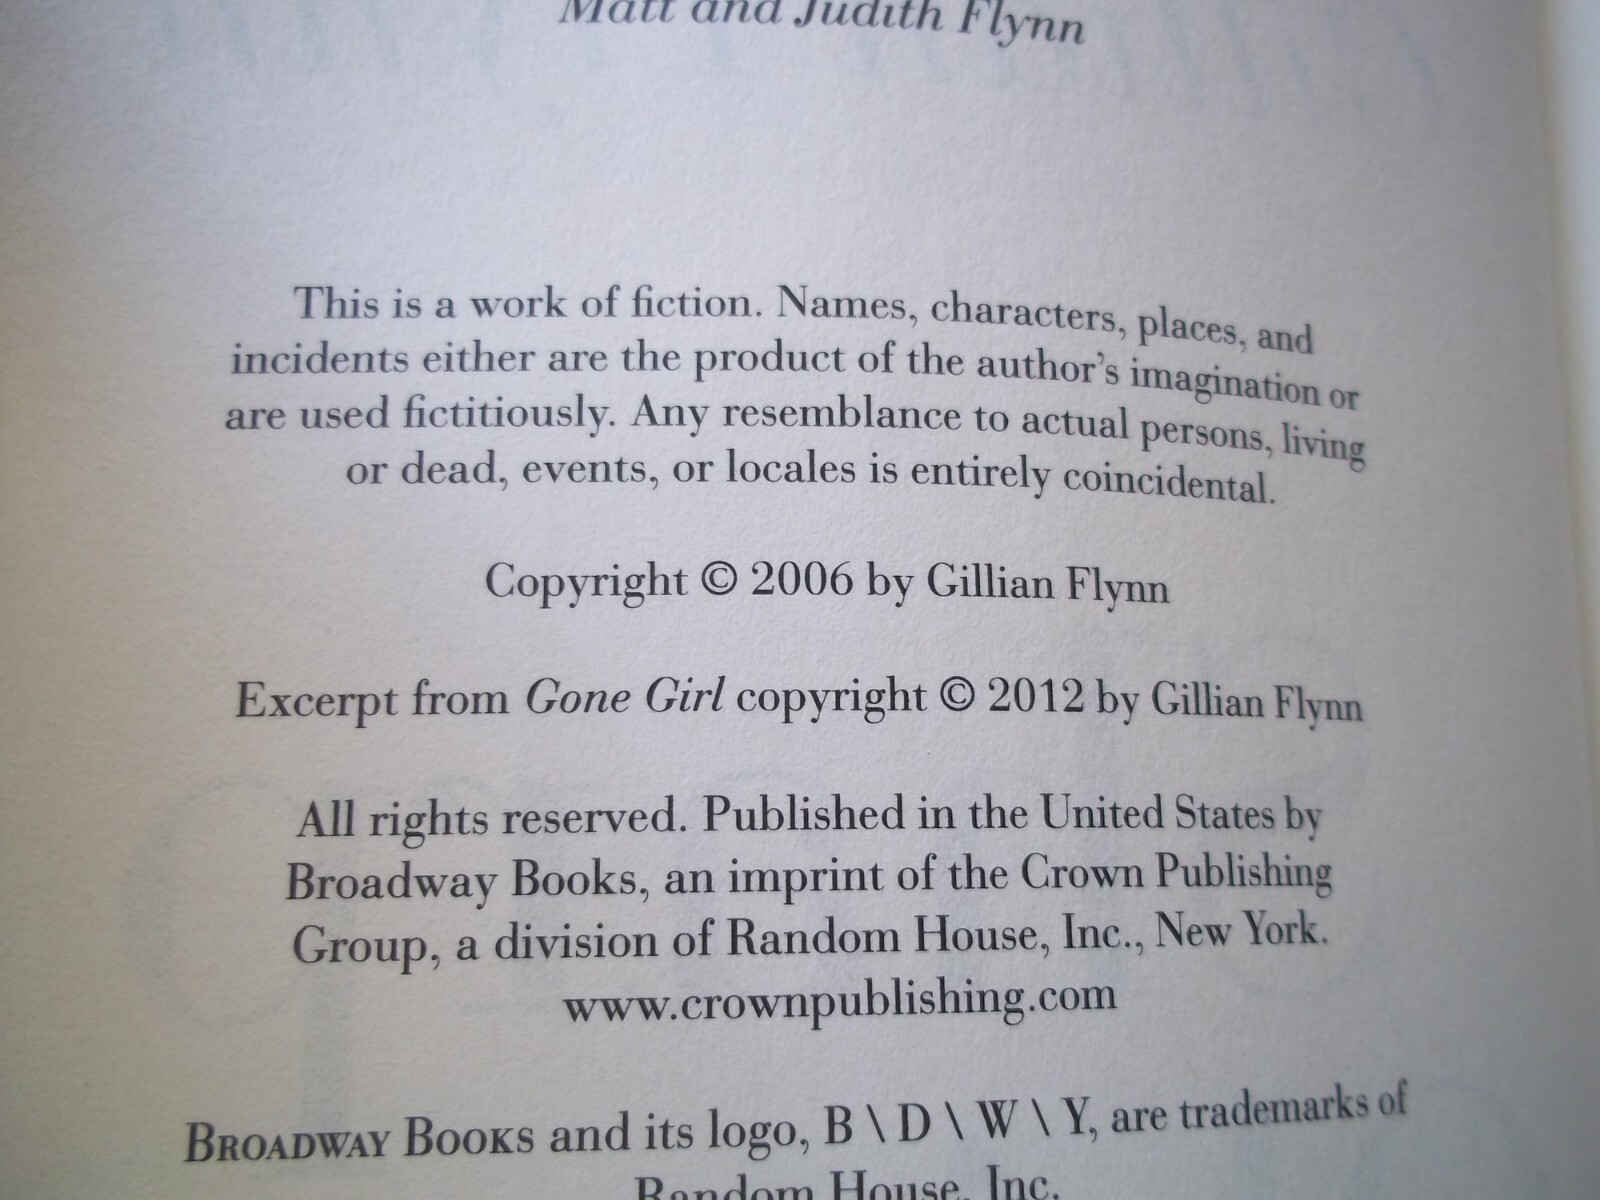 Matt and Judith Flynn
This is a work of fiction. Names, characters, places, and
incidents either are the product of the author's imagination or
are used fictitiously. Any resemblance to actual persons, living
or dead, events, or locales is entirely coincidental.
Copyright © 2006 by Gillian Flynn
Excerpt from Gone Girl copyright © 2012 by Gillian Flynn
All rights reserved. Published in the United States by
Broadway Books, an imprint of the Crown Publishing
Group, a division of Random House, Inc., New York.
www.crownpublishing.com
BROADWAY BOOKS and its logo, B \ D \ W \ Y, are trademarks of
Random House, Inc.